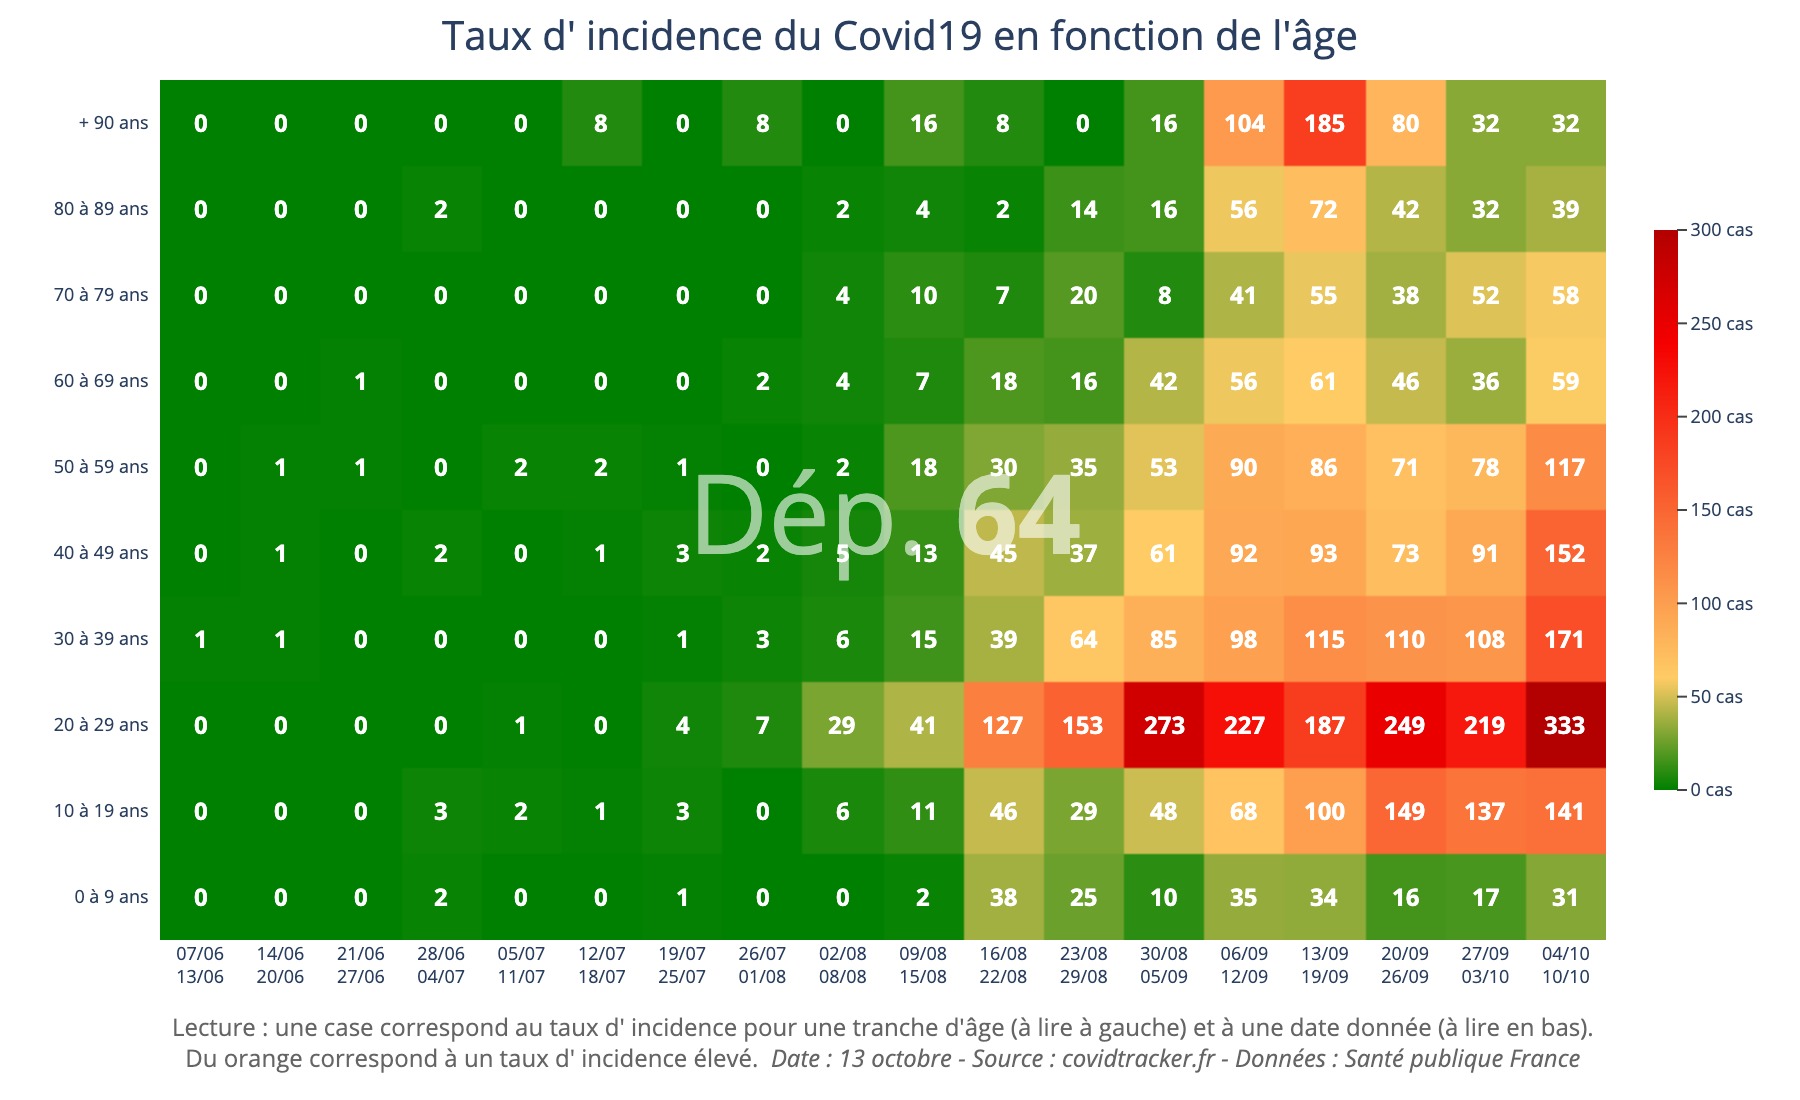 Taux d' incidence du Covid19 en fonction de l'âge
+ 90 ans 0 0 0 0 0 8 0 8 0 16 8 0 16 104 185 80 32 32
80 à 89 ans 0 0 0 2 0 0 0 0 2 4 2 14 16 56 72 42 32 39
70 à 79 ans 0 0 0 0 0 0 0 0 4 10 7 20 8 41 55 38 52 58
60 à 69 ans 0 0 1 0 0 0 0 2 4 7 18 16 42 56 61 46 36 59
50 à 59 ans 0 1 1 0 2 2 1 0 2 18 30 35 53 90 86 71 78 117
Dép. 64
40 à 49 ans 0 1 0 2 0 1 3 2 5 13 45 37 61 92 93 73 91 152
30 à 39 ans 1 1 0 0 0 0 1 3 6 15 39 64 85 98 115 110 108 171
20 à 29 ans 0 0 0 0 1 0 4 7 29 41 127 153 273 227 187 249 219 333
10 à 19 ans 0 0 0 3 2 1 3 0 6 11 46 29 48 68 100 149 137 141
0 à 9 ans 0 0 0 2 0 0 1 0 0 2 38 25 10 35 34 16 17 31
07/06 14/06 21/06 28/06 05/07 12/07 19/07 26/07 02/08 09/08 16/08 23/08 30/08 06/09 13/09 20/09 27/09 04/10
13/06 20/06 27/06 04/07 11/07 18/07 25/07 01/08 08/08 15/08 22/08 29/08 05/09 12/09 19/09 26/09 03/10 10/10
300 cas
250 cas
200 cas
150 cas
100 cas
50 cas
0 cas
Lecture : une case correspond au taux d' incidence pour une tranche d'âge (à lire à gauche) et à une date donnée (à lire en bas).
Du orange correspond à un taux d' incidence élevé. Date : 13 octobre - Source : covidtracker.fr - Données : Santé publique France